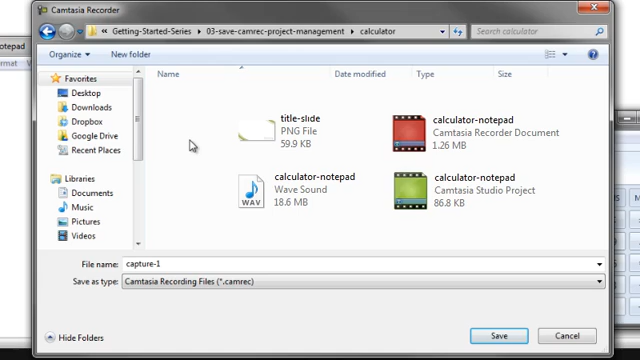 Camtasia Recorder
Getting-Started-Series ▸ 03-save-camrec-project-management ▸ calculator
Search calculator
Notepad
Organize
New folder
Format
Name
Date modified
Type
Size
Favorites
Desktop
Downloads
Dropbox
Google Drive
Recent Places
Libraries
Documents
Music
Pictures
Videos
title-slide
PNG File
59.9 KB
calculator-notepad
Camtasia Recorder Document
1.26 MB
calculator-notepad
Wave Sound
18.6 MB
WAV
calculator-notepad
Camtasia Studio Project
86.8 KB
File name:
capture-1
Save as type:
Camtasia Recording Files (*.camrec)
Hide Folders
Save
Cancel